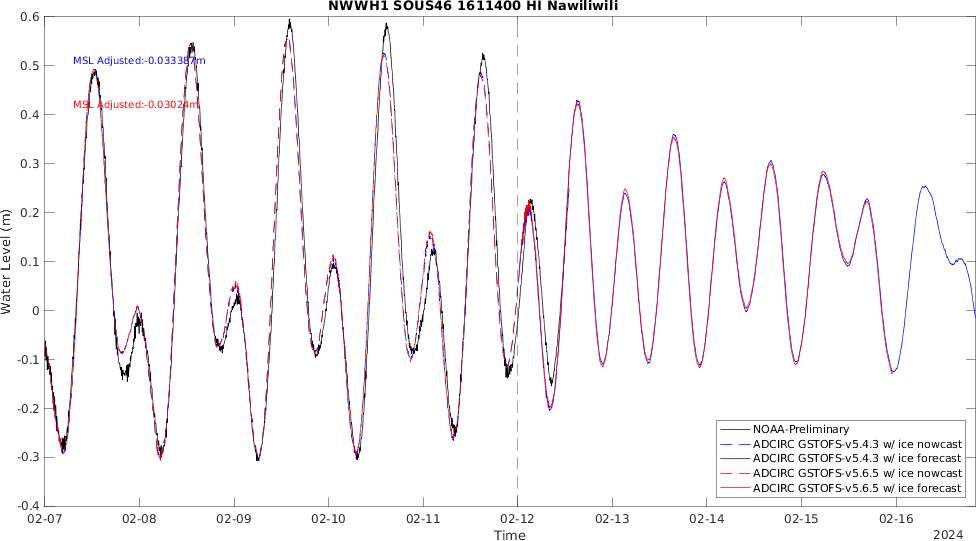 NWWH1 SOUS46 1611400 HI Nawiliwili
0.6
0.5
0.4
0.3
0.2
0.1
0
-0.1
-0.2
-0.3
-0.4
Water Level (m)
MSL Adjusted:-0.033387m
MSL Adjusted:-0.03024m
NOAA-Preliminary
ADCIRC GSTOFS-v5.4.3 w/ ice nowcast
ADCIRC GSTOFS-v5.4.3 w/ ice forecast
ADCIRC GSTOFS-v5.6.5 w/ ice nowcast
ADCIRC GSTOFS-v5.6.5 w/ ice forecast
02-07 02-08 02-09 02-10 02-11 02-12 02-13 02-14 02-15 02-16
Time
2024